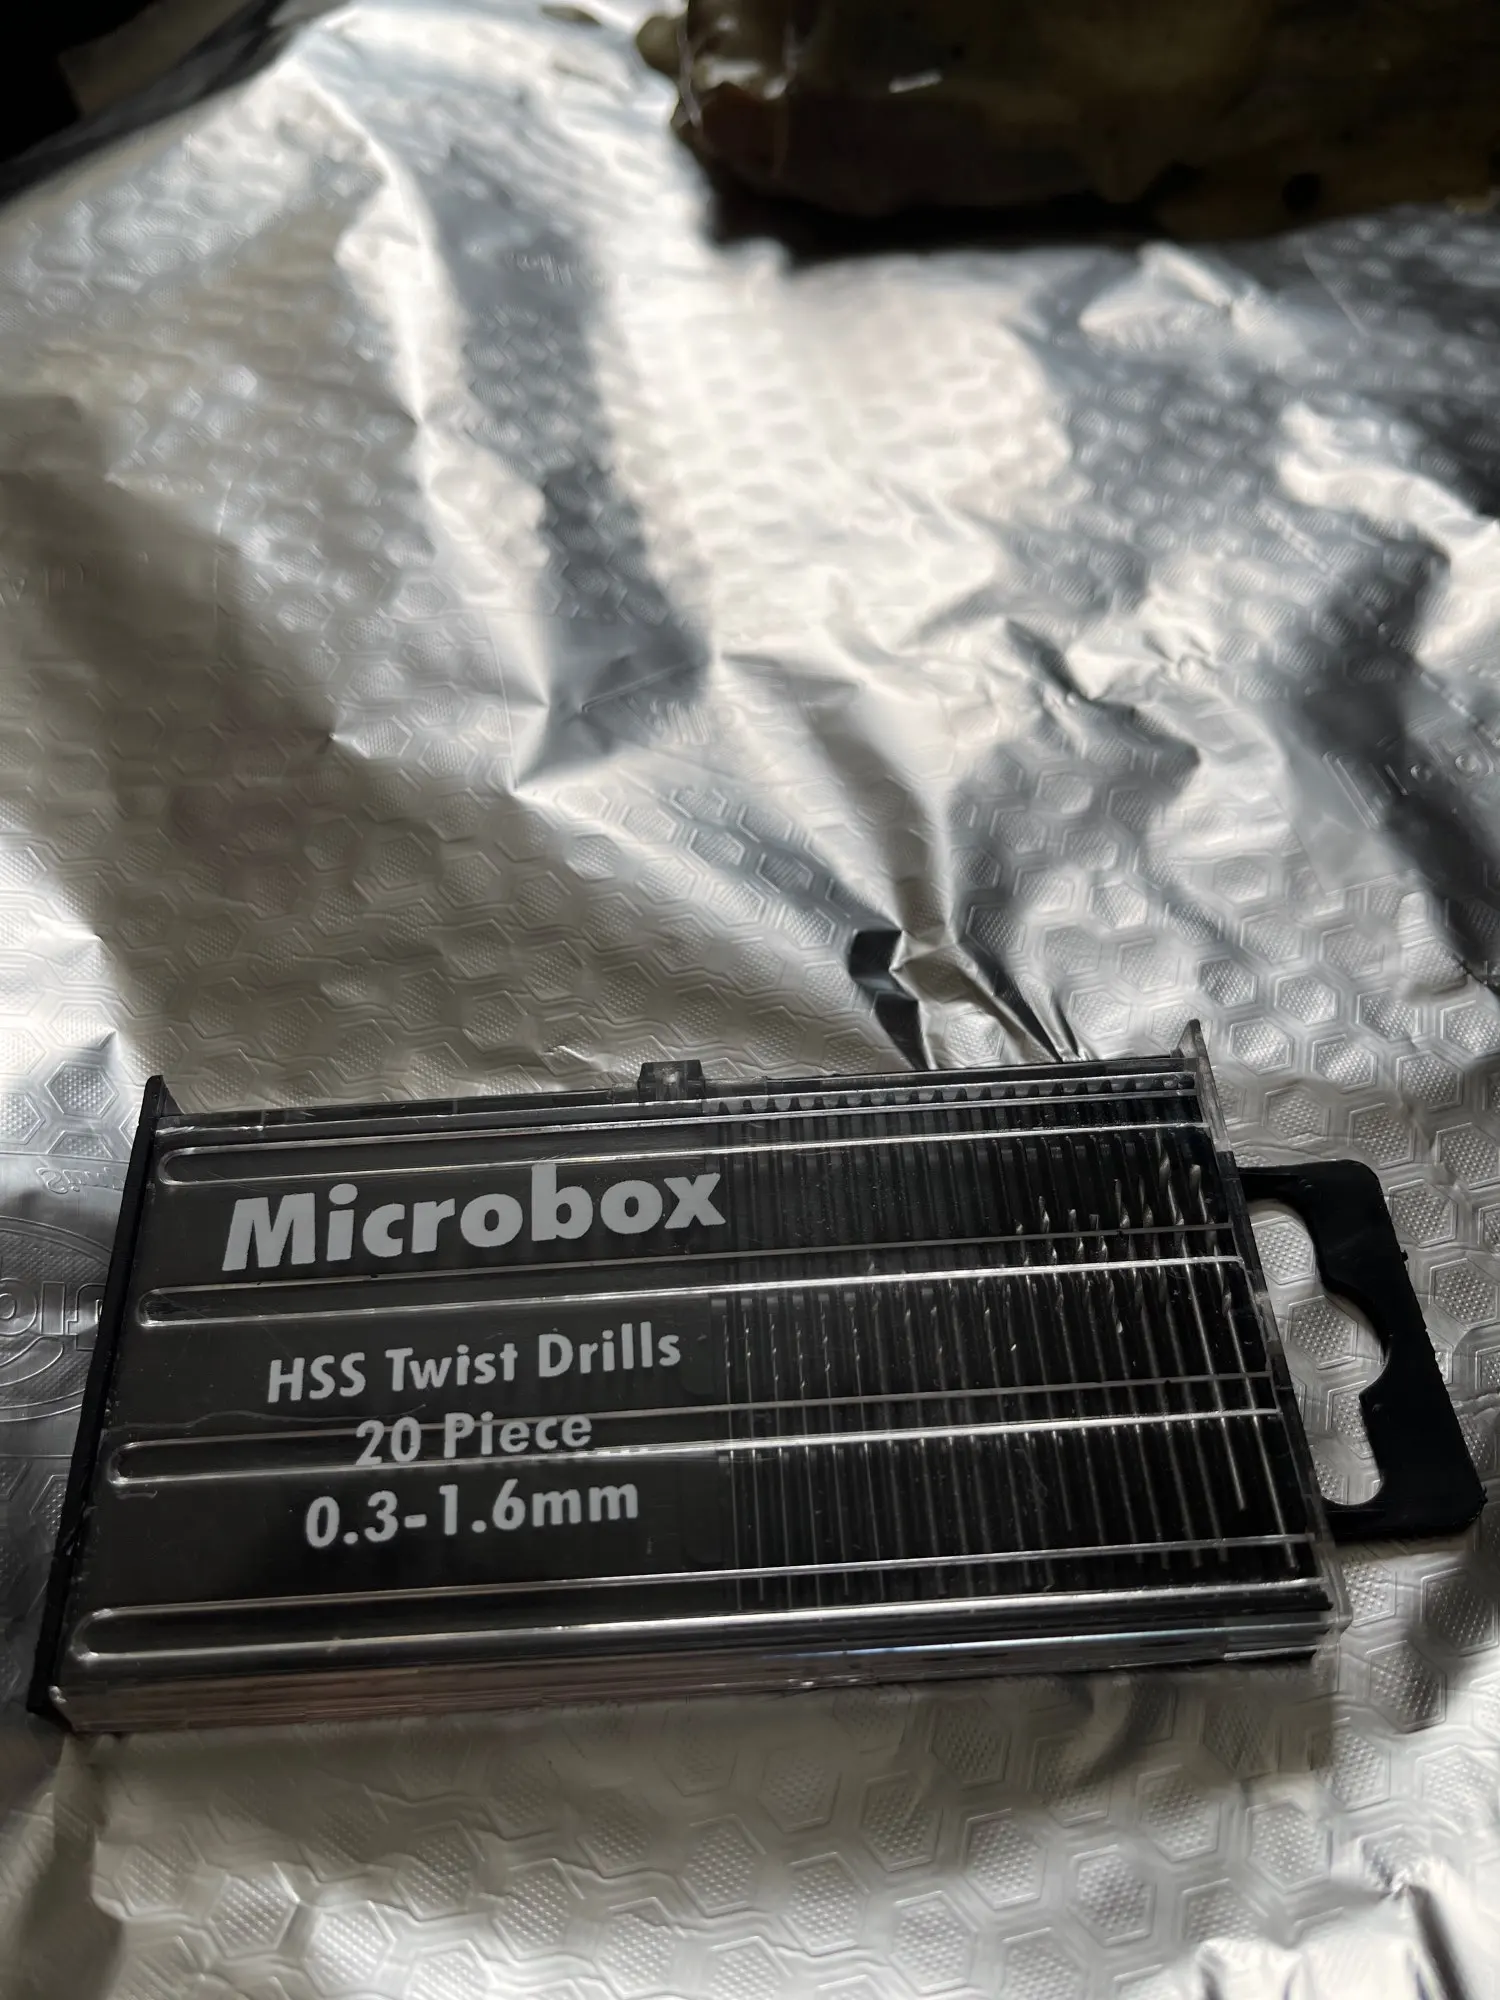 Microbox
HSS Twist Drills
20 Piece
0.3-1.6mm